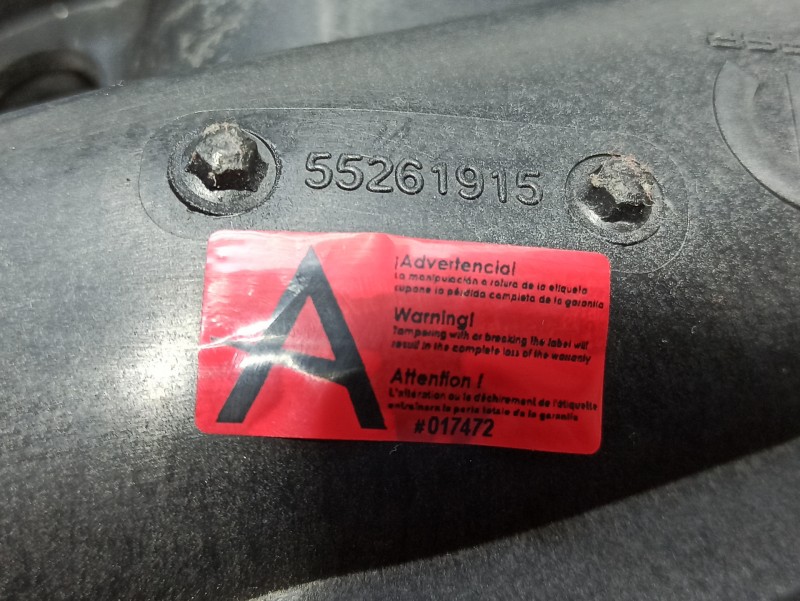 55261915
A
¡Advertencia!
La manipulación o rotura de la etiqueta
supone la pérdida completa de la garantía
Warning!
Tampering with or breaking the label will
result in the complete loss of the warranty
Attention !
L'altération ou la déchirement de l'étiquette
entraînera la perte totale de la garantie
#017472